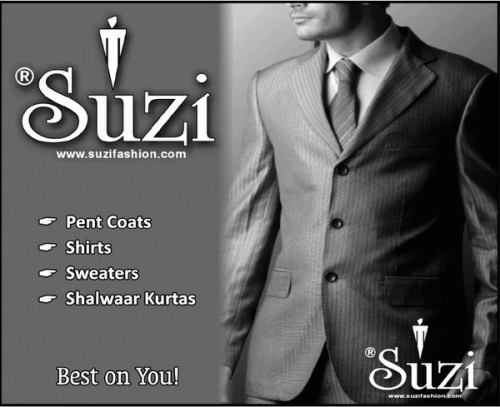 ® Suzi
www.suzifashion.com
Pent Coats
Shirts
Sweaters
Shalwaar Kurtas
Best on You!
® Suzi
www.suzifashion.com